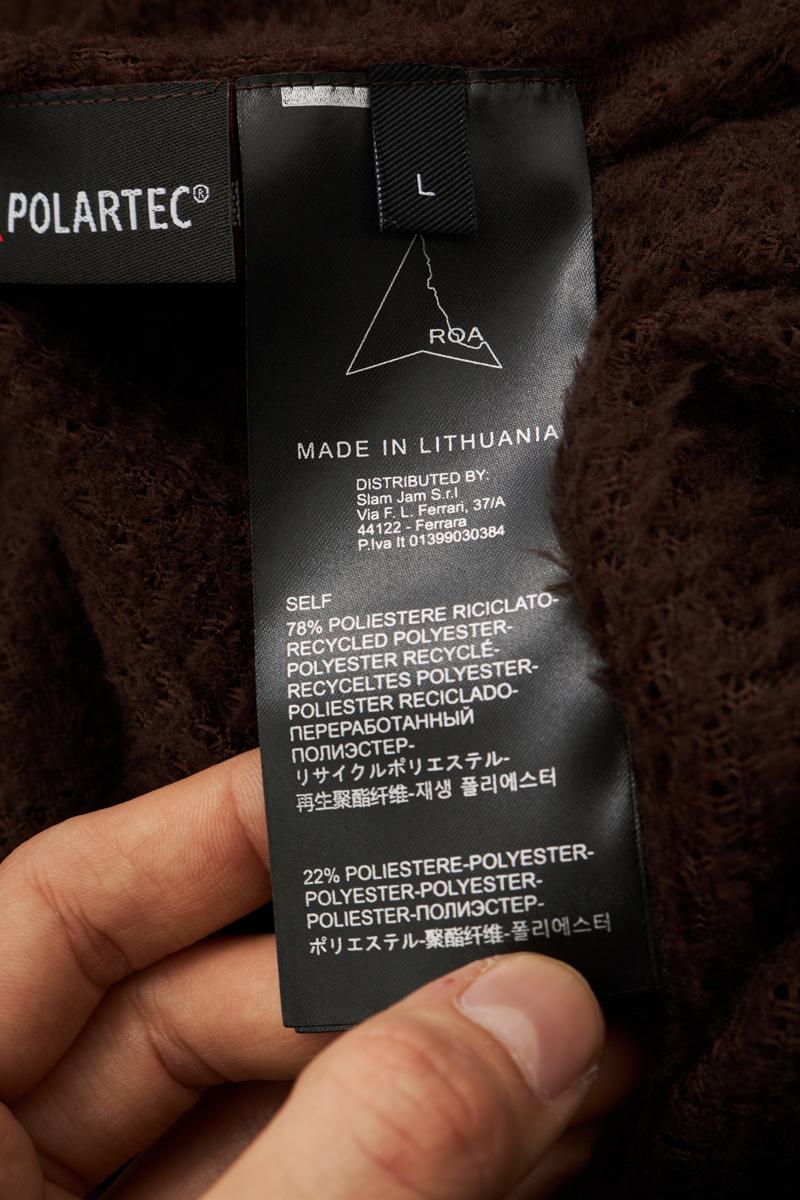 POLARTEC®
L
ROA
MADE IN LITHUANIA
DISTRIBUTED BY:
Slam Jam S.r.l
Via F. L. Ferrari, 37/A
44122 - Ferrara
P.Iva It 01399030384
SELF
78% POLIESTERE RICICLATO-
RECYCLED POLYESTER-
POLYESTER RECYCLÉ-
RECYCELTES POLYESTER-
POLIESTER RECICLADO-
ПЕРЕРАБОТАННЫЙ
ПОЛИЭСТЕР-
リサイクルポリエステル-
再生聚酯纤维-재생 폴리에스터
22% POLIESTERE-POLYESTER-
POLYESTER-POLYESTER-
POLIESTER-ПОЛИЭСТЕР-
ポリエステル-聚酯纤维-폴리에스터